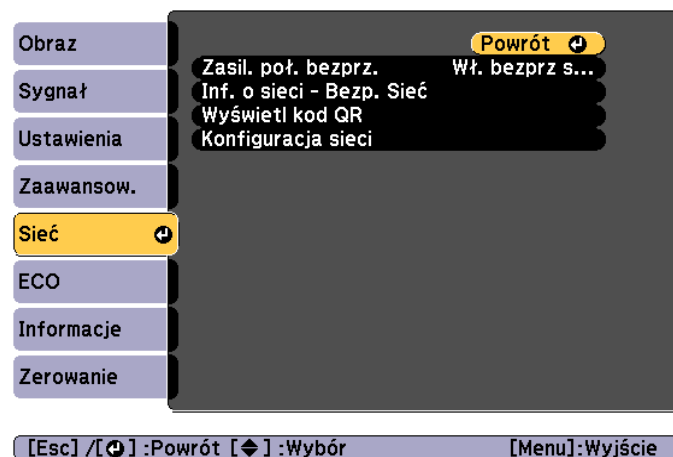 Obraz
Sygnał
Ustawienia
Zaawansow.
Sieć
ECO
Informacje
Zerowanie
Powrót
Zasil. poł. bezprz. Wł. bezprz s...
Inf. o sieci - Bezp. Sieć
Wyświetl kod QR
Konfiguracja sieci
[Esc] /[ ] :Powrót [ ] :Wybór [Menu]:Wyjście